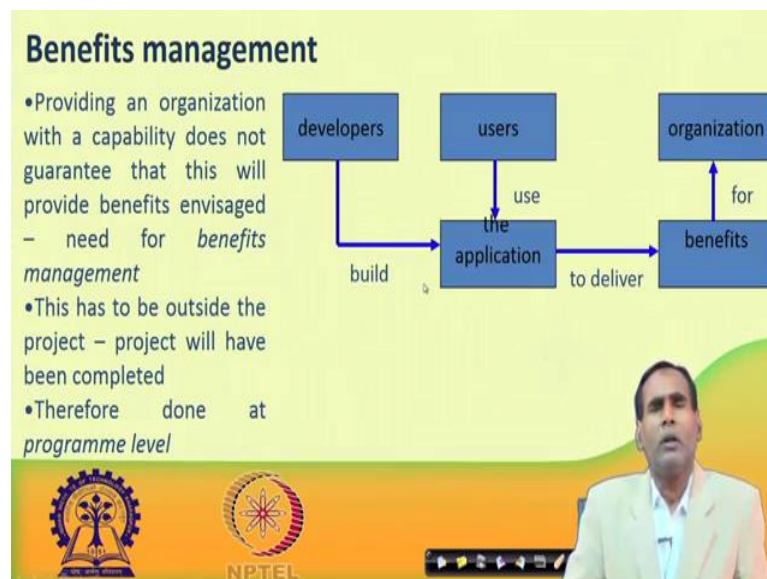 Benefits management
•Providing an organization
with a capability does not
guarantee that this will
provide benefits envisaged
– need for benefits
management
•This has to be outside the
project – project will have
been completed
•Therefore done at
programme level
developers
users
organization
use
for
the
application
benefits
build
to deliver
NPTEL